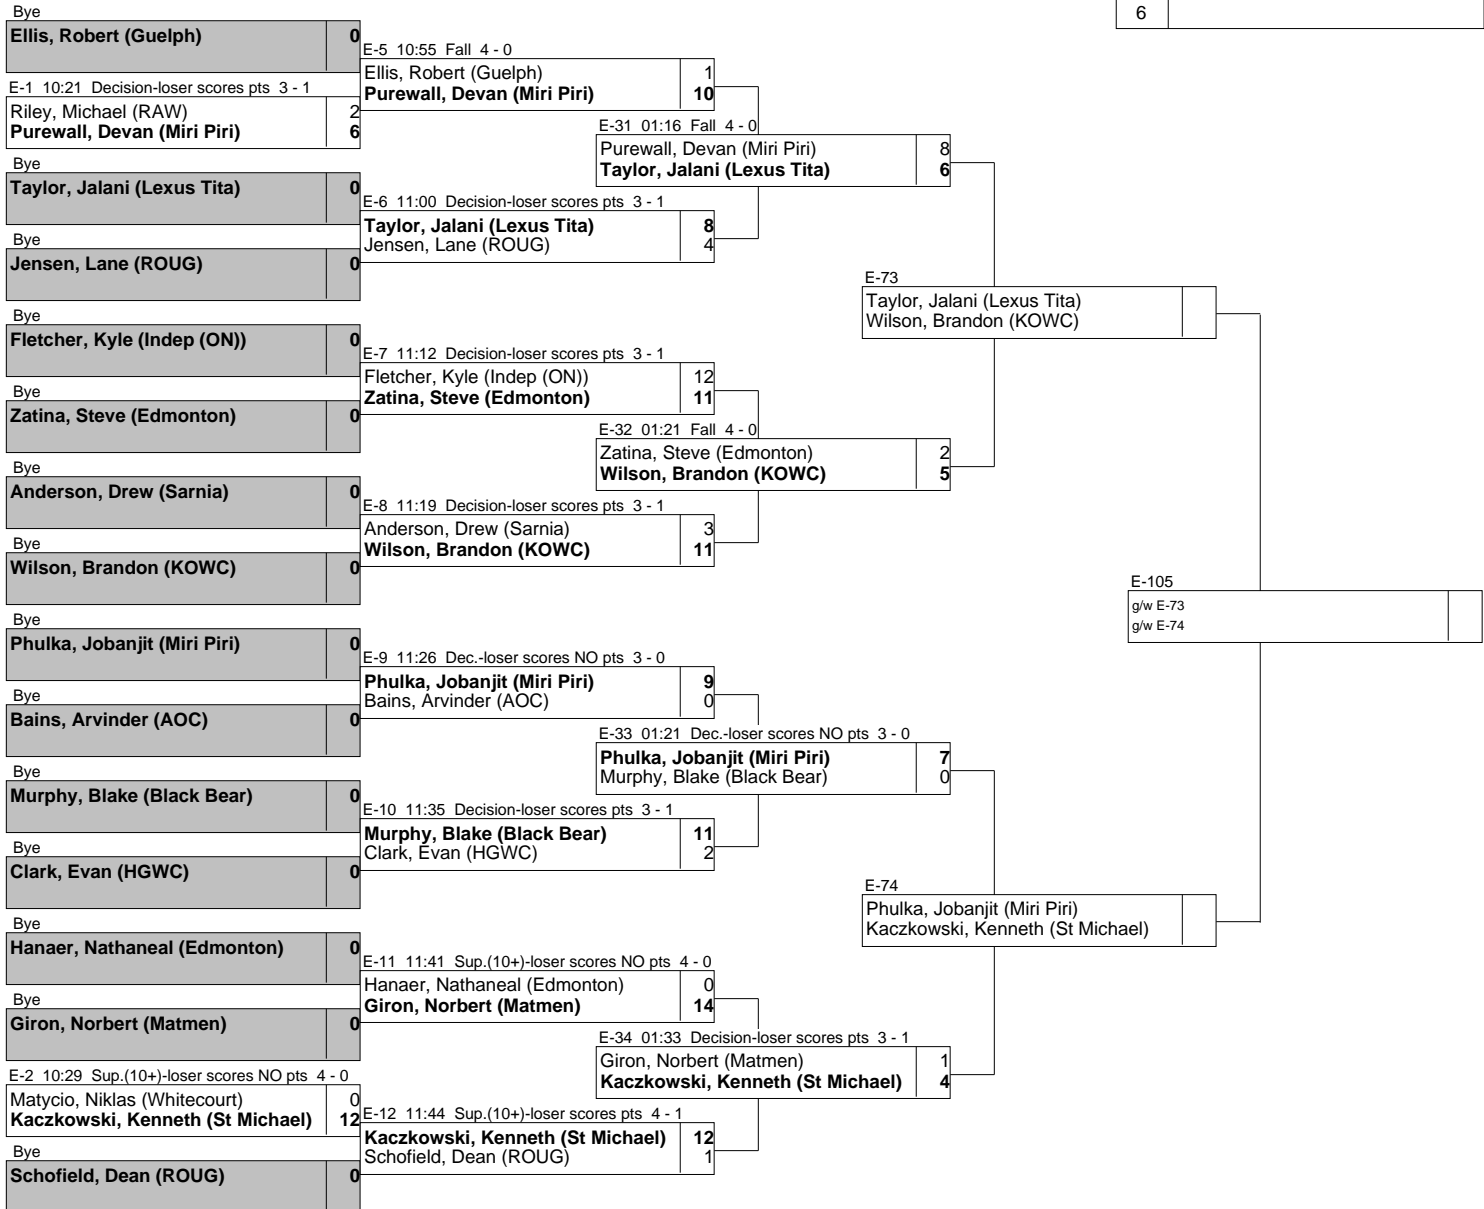 6
Bye
Ellis, Robert (Guelph) 0
E-1 10:21 Decision-loser scores pts 3 - 1
Riley, Michael (RAW) 2
Purewall, Devan (Miri Piri) 6
Bye
Taylor, Jalani (Lexus Tita) 0
Bye
Jensen, Lane (ROUG) 0
Bye
Fletcher, Kyle (Indep (ON)) 0
Bye
Zatina, Steve (Edmonton) 0
Bye
Anderson, Drew (Sarnia) 0
Bye
Wilson, Brandon (KOWC) 0
Bye
Phulka, Jobanjit (Miri Piri) 0
Bye
Bains, Arvinder (AOC) 0
Bye
Murphy, Blake (Black Bear) 0
Bye
Clark, Evan (HGWC) 0
Bye
Hanaer, Nathaneal (Edmonton) 0
Bye
Giron, Norbert (Matmen) 0
E-2 10:29 Sup.(10+)-loser scores NO pts 4 - 0
Matycio, Niklas (Whitecourt) 0
Kaczkowski, Kenneth (St Michael) 12
Bye
Schofield, Dean (ROUG) 0
E-5 10:55 Fall 4 - 0
Ellis, Robert (Guelph) 1
Purewall, Devan (Miri Piri) 10
E-6 11:00 Decision-loser scores pts 3 - 1
Taylor, Jalani (Lexus Tita) 8
Jensen, Lane (ROUG) 4
E-7 11:12 Decision-loser scores pts 3 - 1
Fletcher, Kyle (Indep (ON)) 12
Zatina, Steve (Edmonton) 11
E-8 11:19 Decision-loser scores pts 3 - 1
Anderson, Drew (Sarnia) 3
Wilson, Brandon (KOWC) 11
E-9 11:26 Dec.-loser scores NO pts 3 - 0
Phulka, Jobanjit (Miri Piri) 9
Bains, Arvinder (AOC) 0
E-10 11:35 Decision-loser scores pts 3 - 1
Murphy, Blake (Black Bear) 11
Clark, Evan (HGWC) 2
E-11 11:41 Sup.(10+)-loser scores NO pts 4 - 0
Hanaer, Nathaneal (Edmonton) 0
Giron, Norbert (Matmen) 14
E-12 11:44 Sup.(10+)-loser scores pts 4 - 1
Kaczkowski, Kenneth (St Michael) 12
Schofield, Dean (ROUG) 1
E-31 01:16 Fall 4 - 0
Purewall, Devan (Miri Piri) 8
Taylor, Jalani (Lexus Tita) 6
E-32 01:21 Fall 4 - 0
Zatina, Steve (Edmonton) 2
Wilson, Brandon (KOWC) 5
E-33 01:21 Dec.-loser scores NO pts 3 - 0
Phulka, Jobanjit (Miri Piri) 7
Murphy, Blake (Black Bear) 0
E-34 01:33 Decision-loser scores pts 3 - 1
Giron, Norbert (Matmen) 1
Kaczkowski, Kenneth (St Michael) 4
E-73
Taylor, Jalani (Lexus Tita)
Wilson, Brandon (KOWC)
E-74
Phulka, Jobanjit (Miri Piri)
Kaczkowski, Kenneth (St Michael)
E-105
g/w E-73
g/w E-74